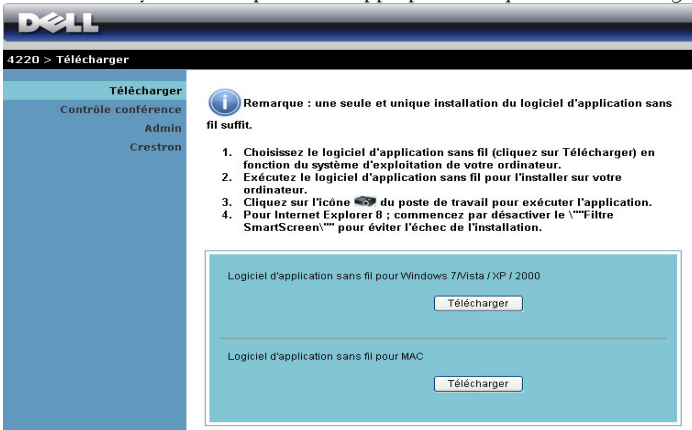 DELL
4220 > Télécharger
Télécharger
Contrôle conférence
Admin
Crestron
Remarque : une seule et unique installation du logiciel d'application sans
fil suffit.
1. Choisissez le logiciel d'application sans fil (cliquez sur Télécharger) en
fonction du système d'exploitation de votre ordinateur.
2. Exécutez le logiciel d'application sans fil pour l'installer sur votre
ordinateur.
3. Cliquez sur l'icône du poste de travail pour exécuter l'application.
4. Pour Internet Explorer 8 ; commencez par désactiver le \""Filtre
SmartScreen\"" pour éviter l'échec de l'installation.
Logiciel d'application sans fil pour Windows 7/Vista / XP / 2000
Télécharger
Logiciel d'application sans fil pour MAC
Télécharger